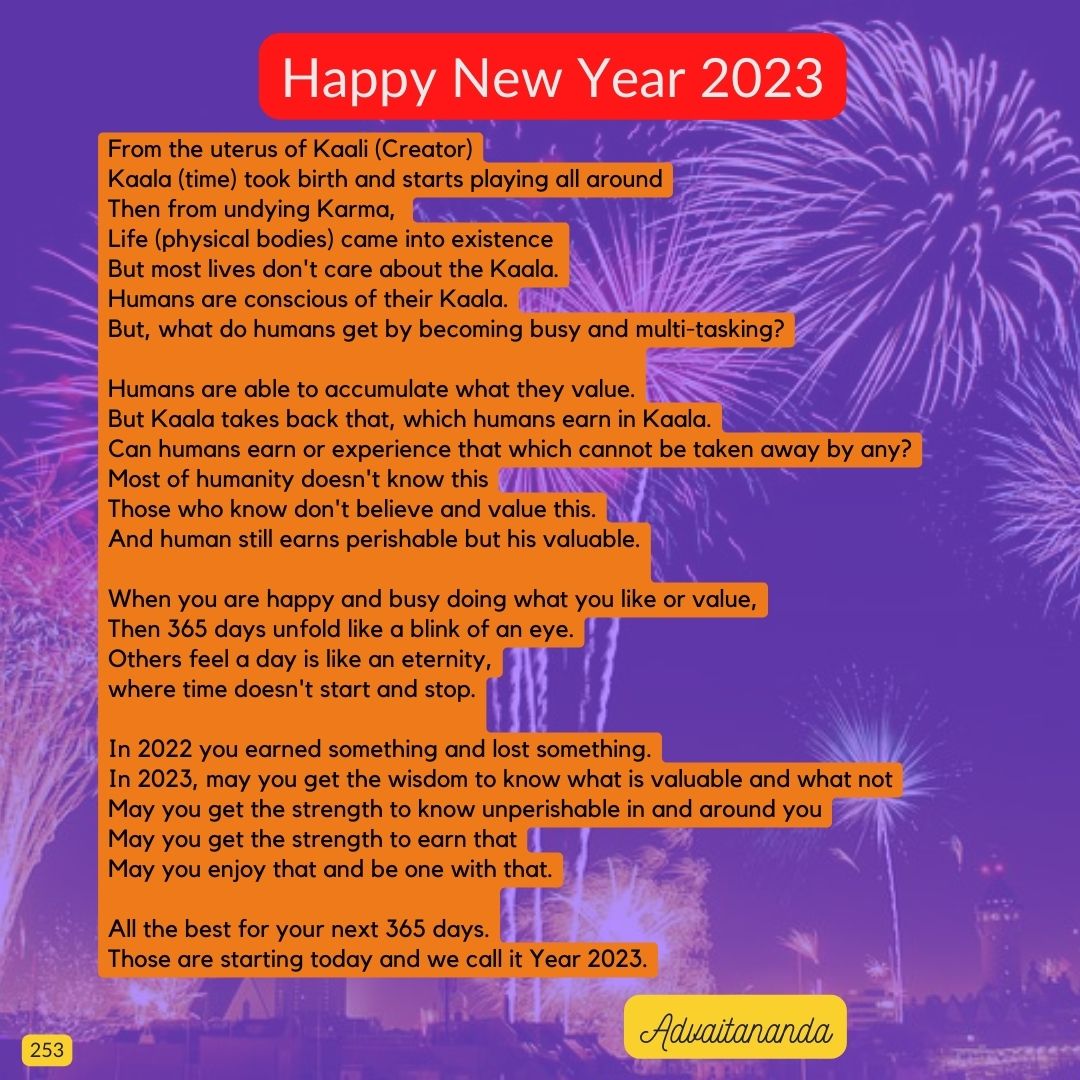 Happy New Year 2023
From the uterus of Kaali (Creator)
Kaala (time) took birth and starts playing all around
Then from undying Karma,
Life (physical bodies) came into existence
But most lives don't care about the Kaala.
Humans are conscious of their Kaala.
But, what do humans get by becoming busy and multi-tasking?
Humans are able to accumulate what they value.
But Kaala takes back that, which humans earn in Kaala.
Can humans earn or experience that which cannot be taken away by any?
Most of humanity doesn't know this
Those who know don't believe and value this.
And human still earns perishable but his valuable.
When you are happy and busy doing what you like or value,
Then 365 days unfold like a blink of an eye.
Others feel a day is like an eternity,
where time doesn't start and stop.
In 2022 you earned something and lost something.
In 2023, may you get the wisdom to know what is valuable and what not
May you get the strength to know unperishable in and around you
May you get the strength to earn that
May you enjoy that and be one with that.
All the best for your next 365 days.
Those are starting today and we call it Year 2023.
Advaitananda
253